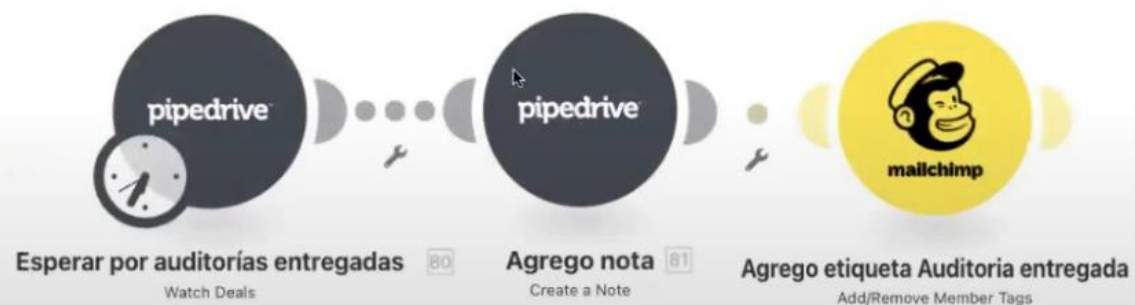 pipedrive
pipedrive
mailchimp
Esperar por auditorías entregadas 80
Watch Deals
Agrego nota 81
Create a Note
Agrego etiqueta Auditoria entregada
Add/Remove Member Tags